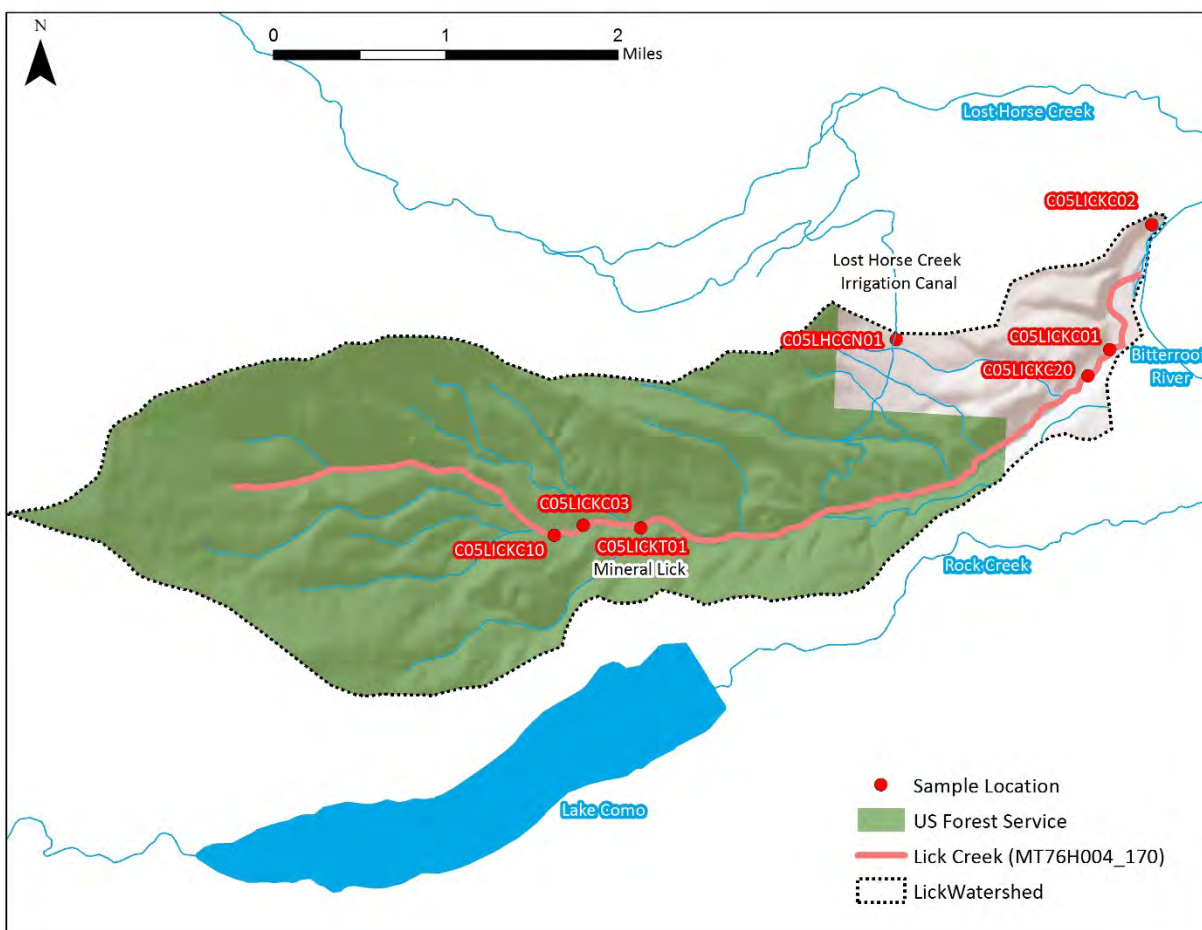 N
0 1 2
Miles
Lost Horse Creek
C05LICKC02
Lost Horse Creek
Irrigation Canal
C05LHCCN01
C05LICKC01
C05LICKC20
Bitterroot
River
C05LICKC03
C05LICKC10
C05LICKT01
Mineral Lick
Rock Creek
Lake Como
Sample Location
US Forest Service
Lick Creek (MT76H004_170)
LickWatershed